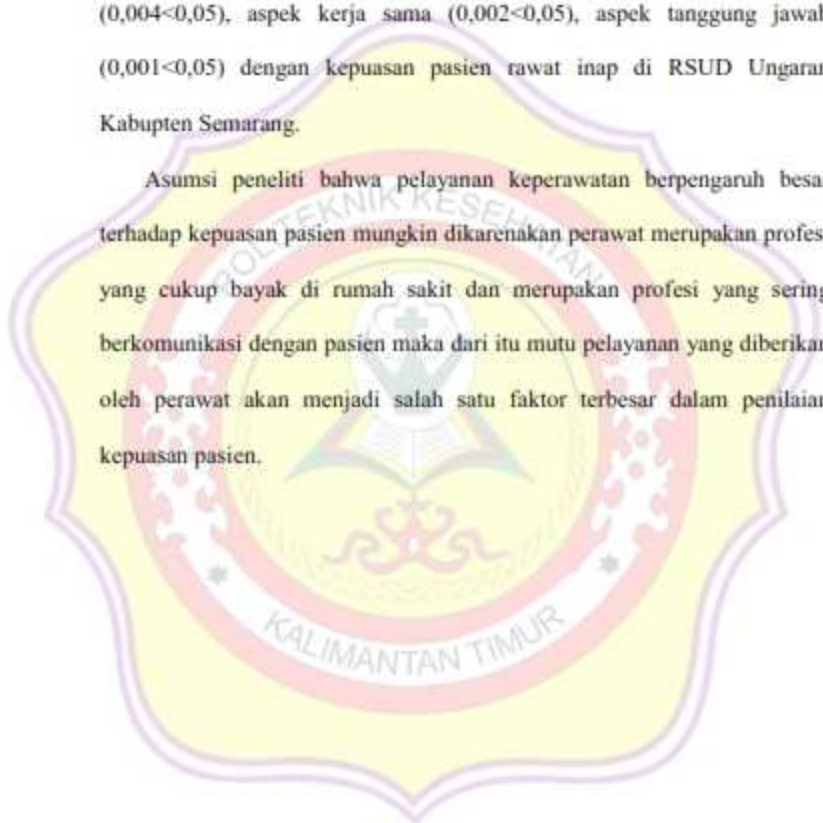 (0,004<0,05), aspek kerja sama (0,002<0,05), aspek tanggung jawab
(0,001<0,05) dengan kepuasan pasien rawat inap di RSUD Ungaran
Kabupten Semarang.
Asumsi peneliti bahwa pelayanan keperawatan berpengaruh besa
terhadap kepuasan pasien mungkin dikarenakan perawat merupakan profes
yang cukup bayak di rumah sakit dan merupakan profesi yang sering
berkomunikasi dengan pasien maka dari itu mutu pelayanan yang diberikan
oleh perawat akan menjadi salah satu faktor terbesar dalam penilaian
kepuasan pasien.
POLITEKNIK KESEHATAN
KALIMANTAN TIMUR